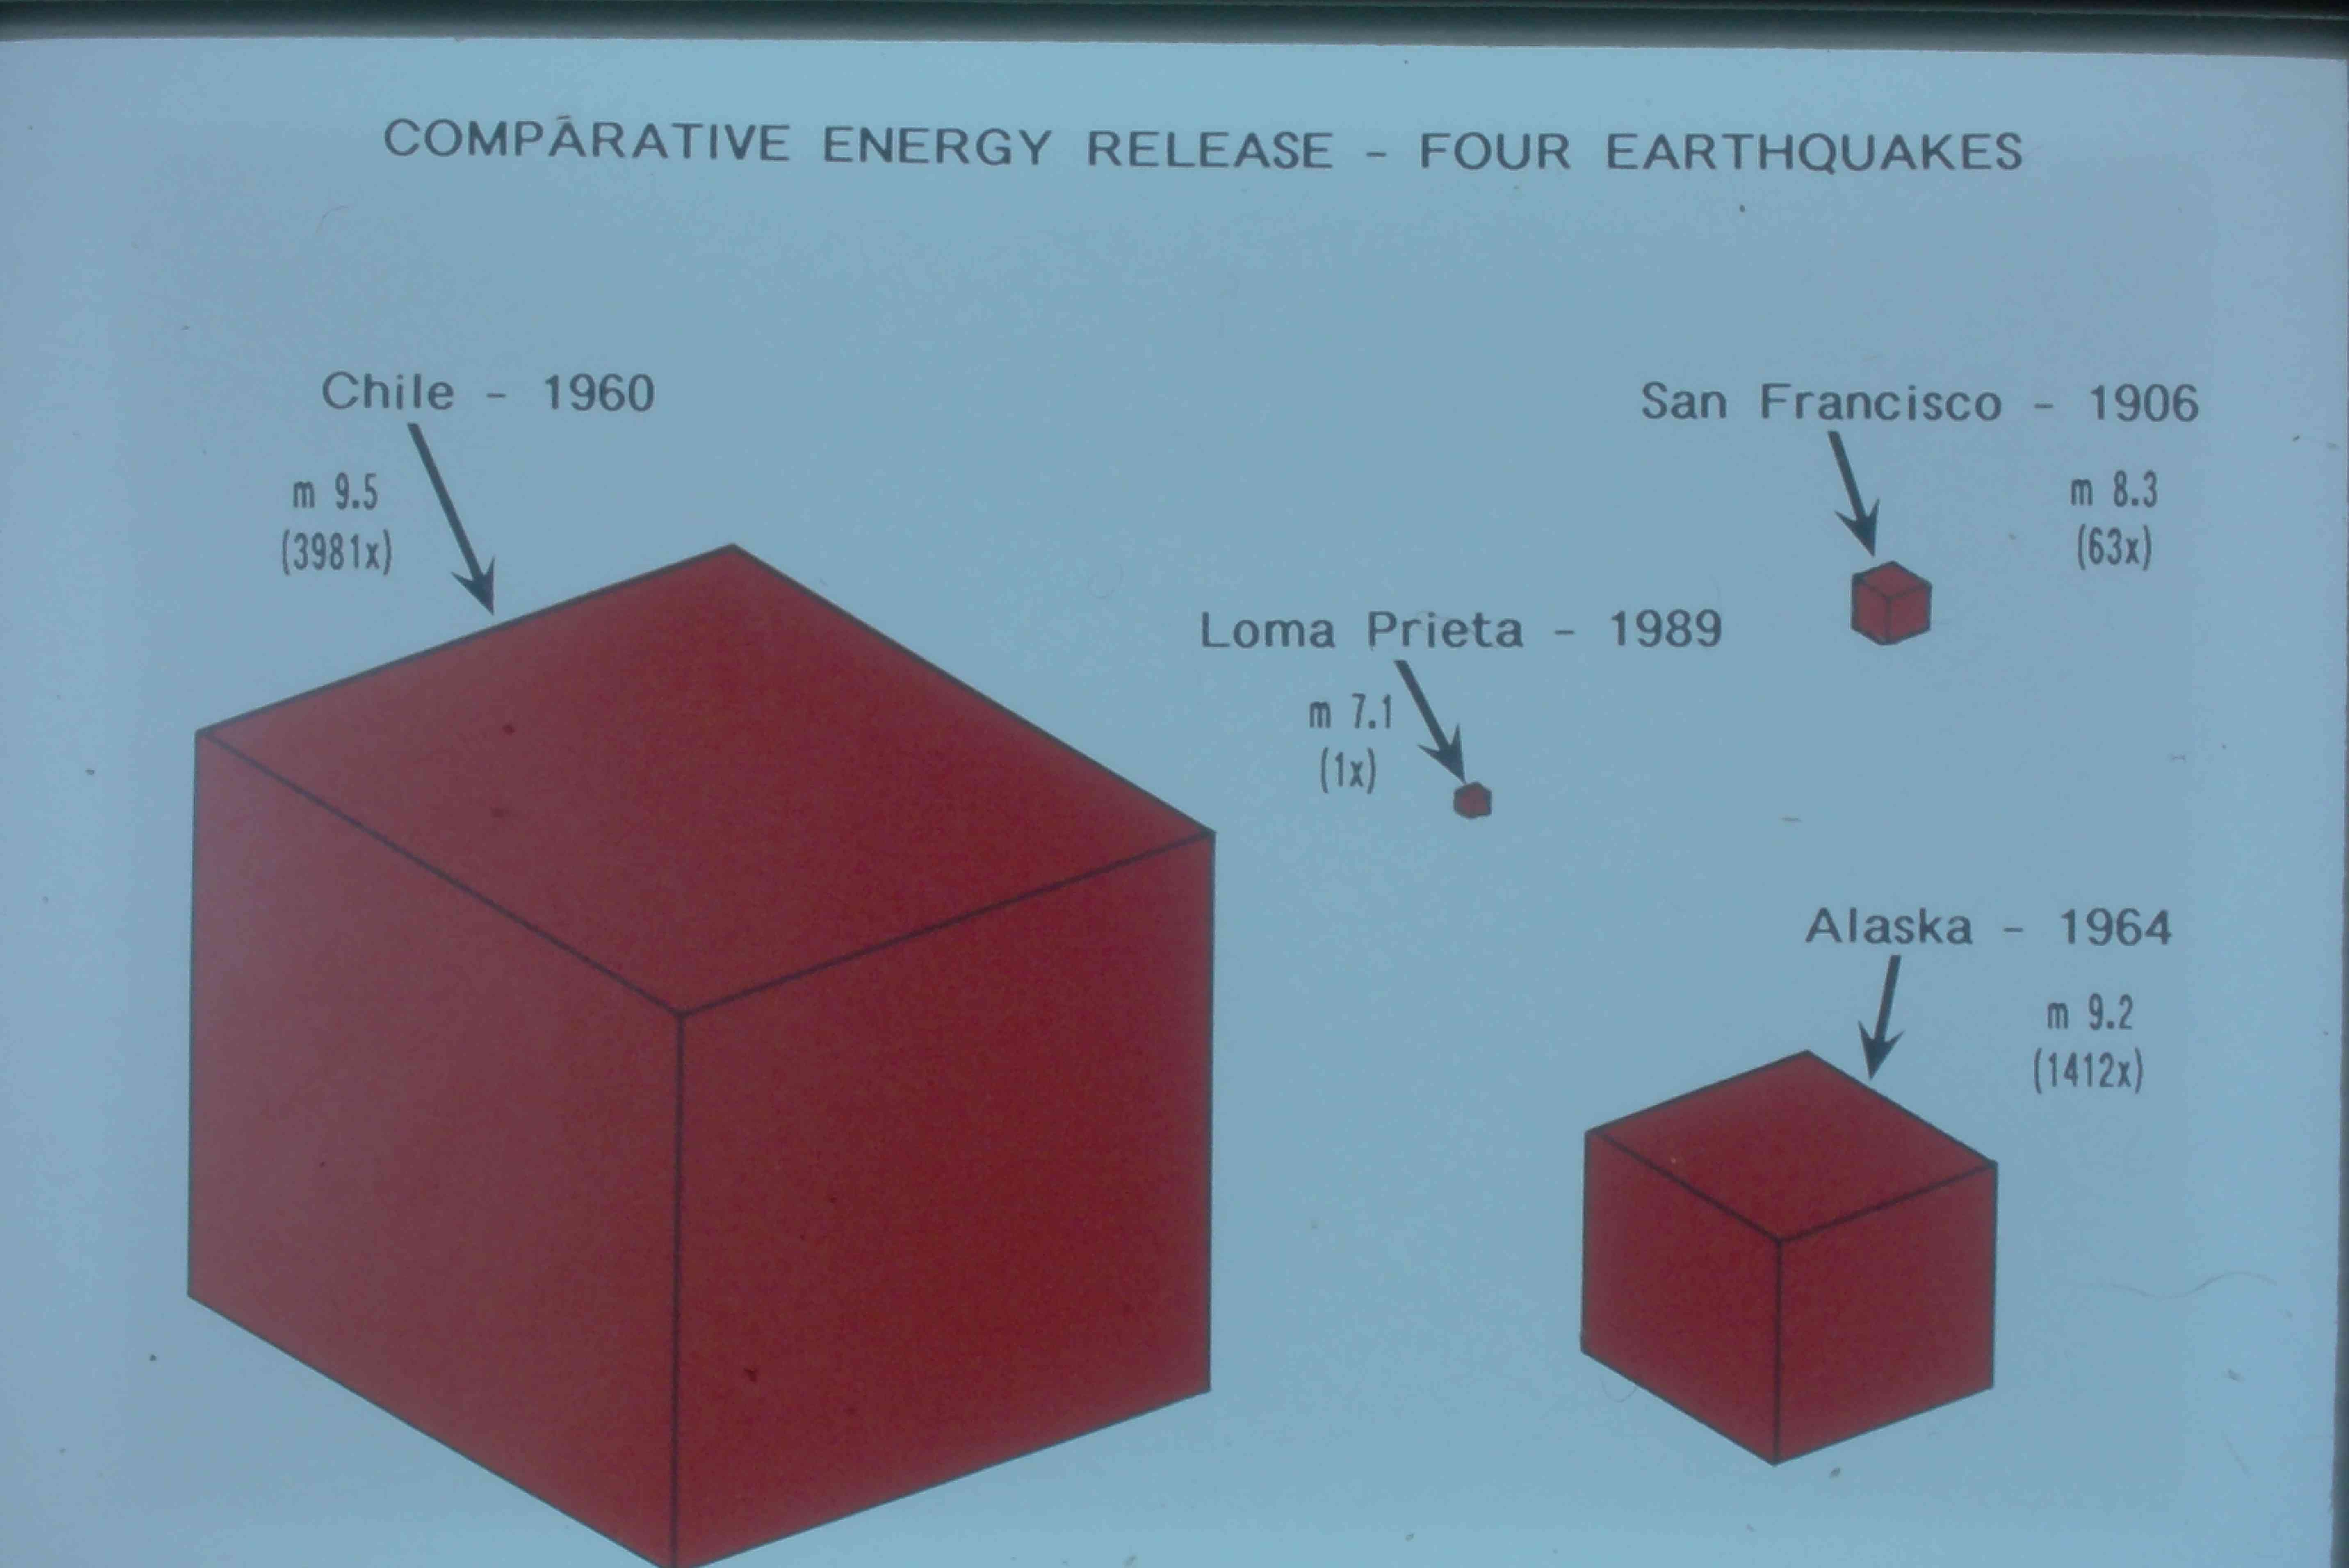 COMPARATIVE ENERGY RELEASE - FOUR EARTHQUAKES
Chile - 1960
m 9.5
(3981x)
San Francisco - 1906
m 8.3
(63x)
Loma Prieta - 1989
m 7.1
(1x)
Alaska - 1964
m 9.2
(1412x)